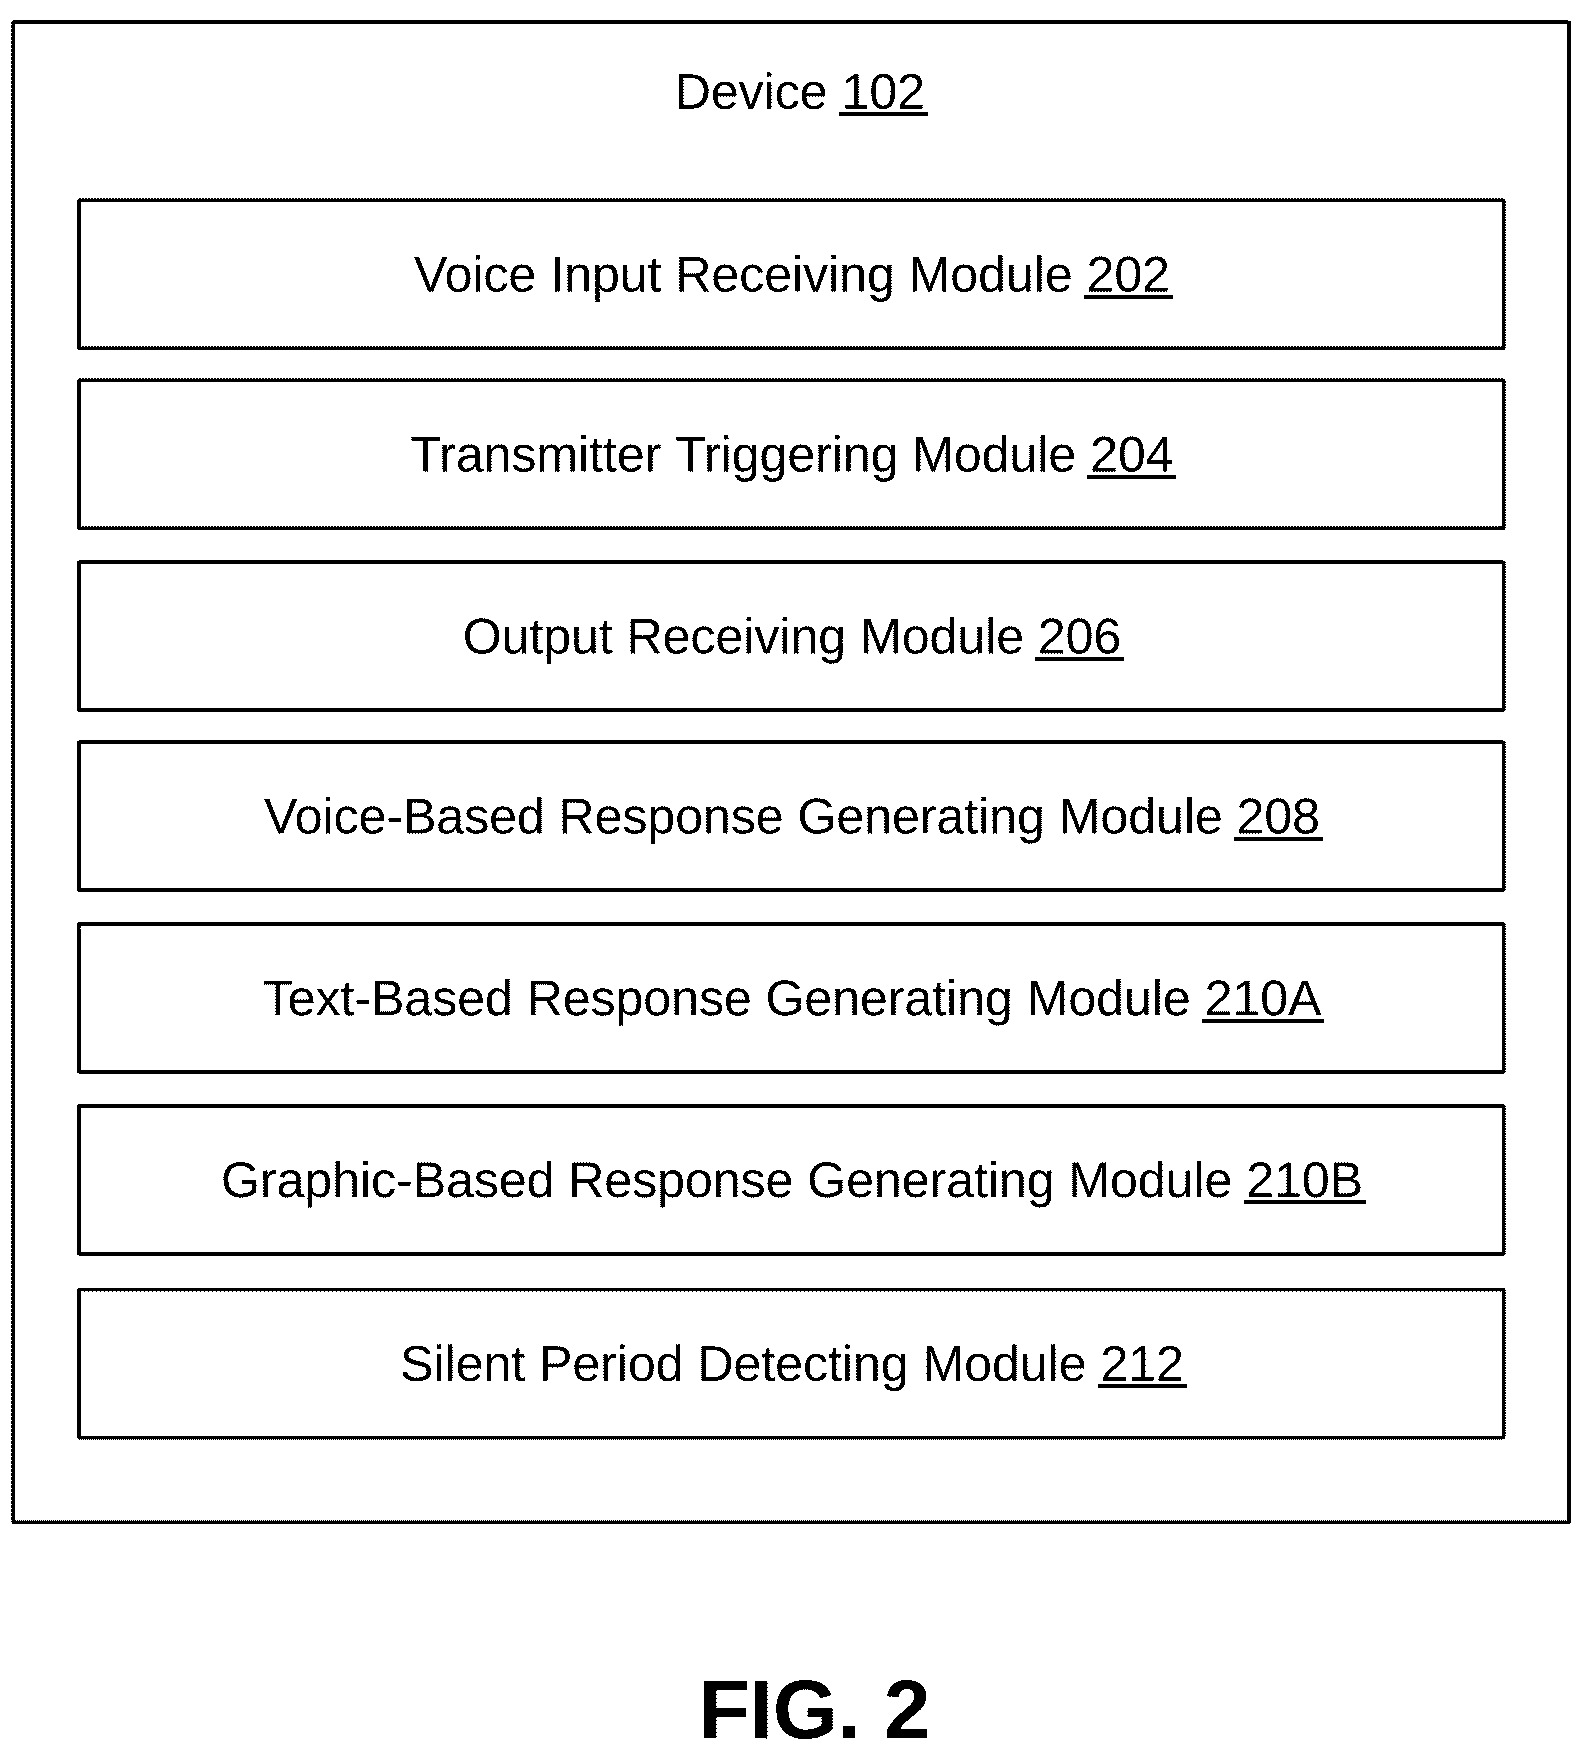 Device 102
Voice Input Receiving Module 202
Transmitter Triggering Module 204
Output Receiving Module 206
Voice-Based Response Generating Module 208
Text-Based Response Generating Module 210A
Graphic-Based Response Generating Module 210B
Silent Period Detecting Module 212
FIG. 2